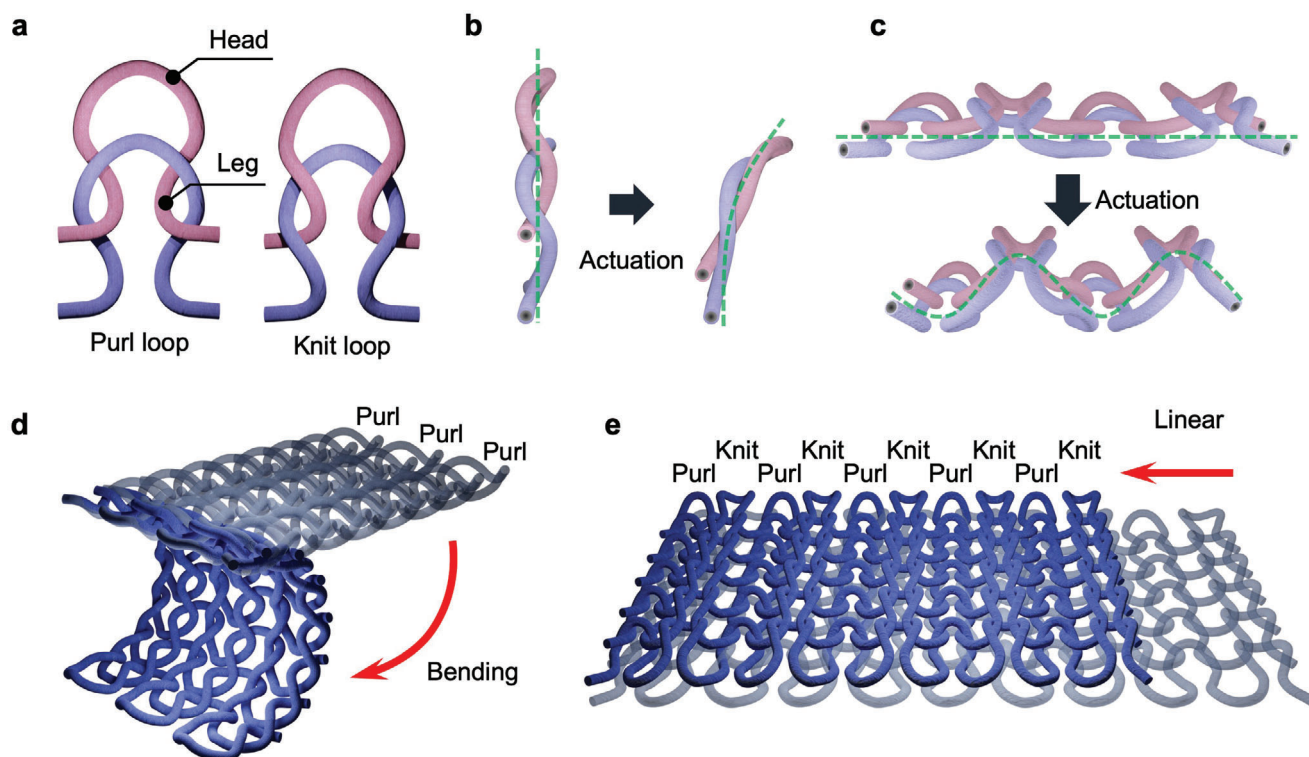 a
Head
Leg
Purl loop
Knit loop
b
Actuation
c
Actuation
d
Purl
Purl
Purl
Bending
e
Linear
Knit Knit Knit Knit Knit
Purl Purl Purl Purl Purl